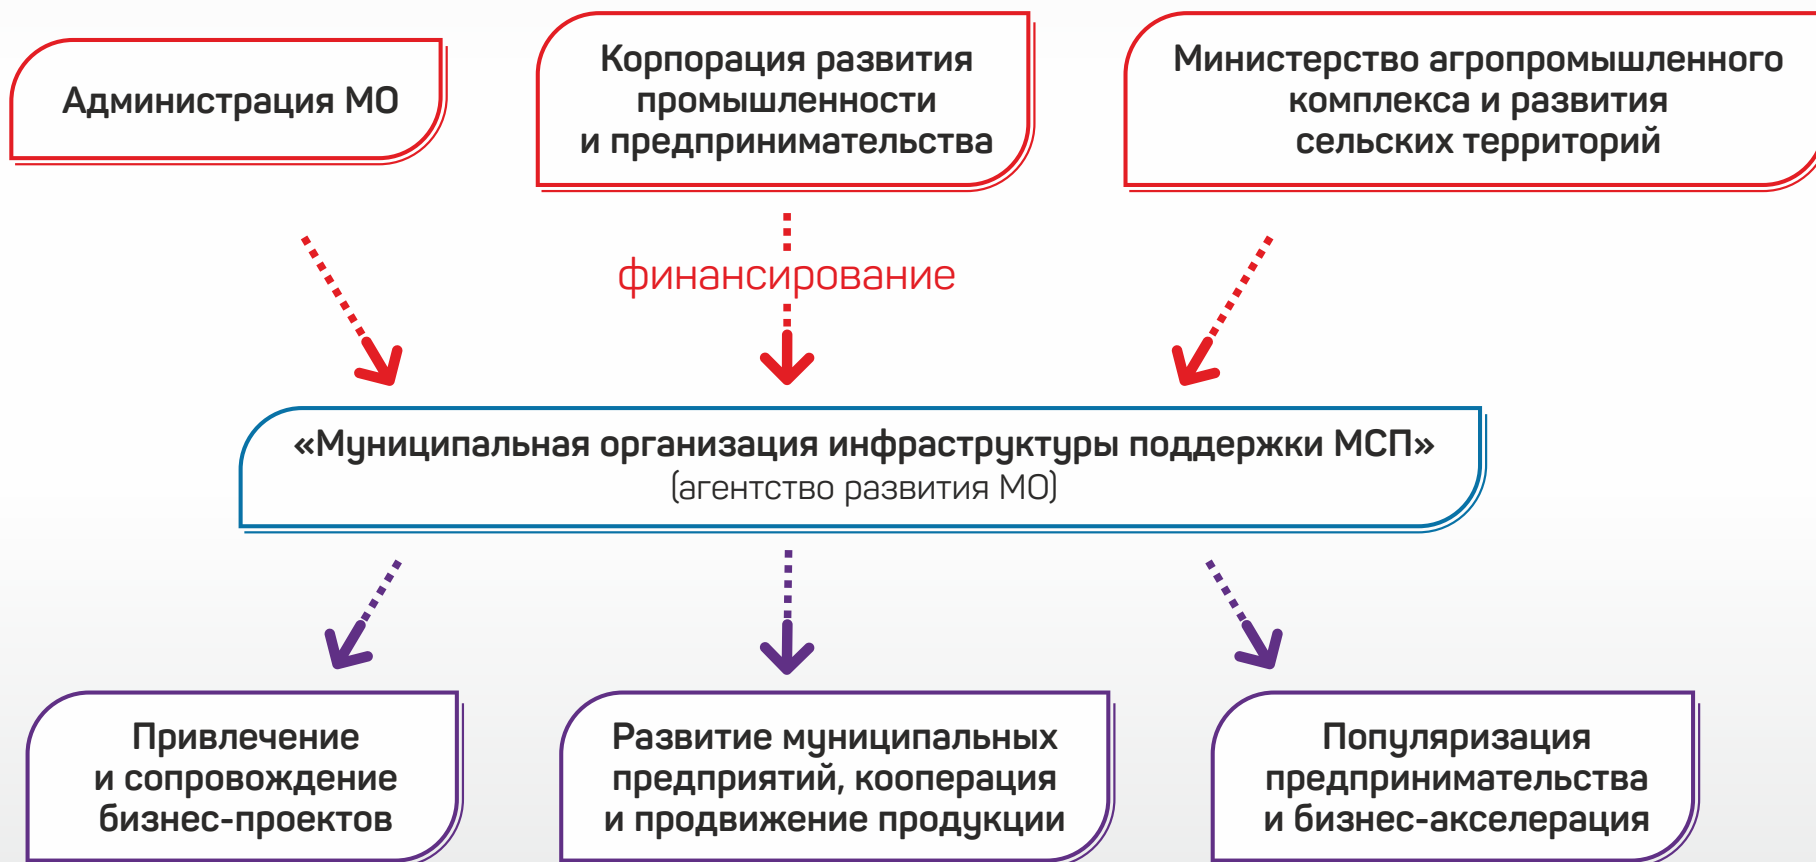 Администрация МО
Корпорация развития
промышленности
и предпринимательства
Министерство агропромышленного
комплекса и развития
сельских территорий
финансирование
«Муниципальная организация инфраструктуры поддержки МСП»
(агентство развития МО)
Привлечение
и сопровождение
бизнес-проектов
Развитие муниципальных
предприятий, кооперация
и продвижение продукции
Популяризация
предпринимательства
и бизнес-акселерация